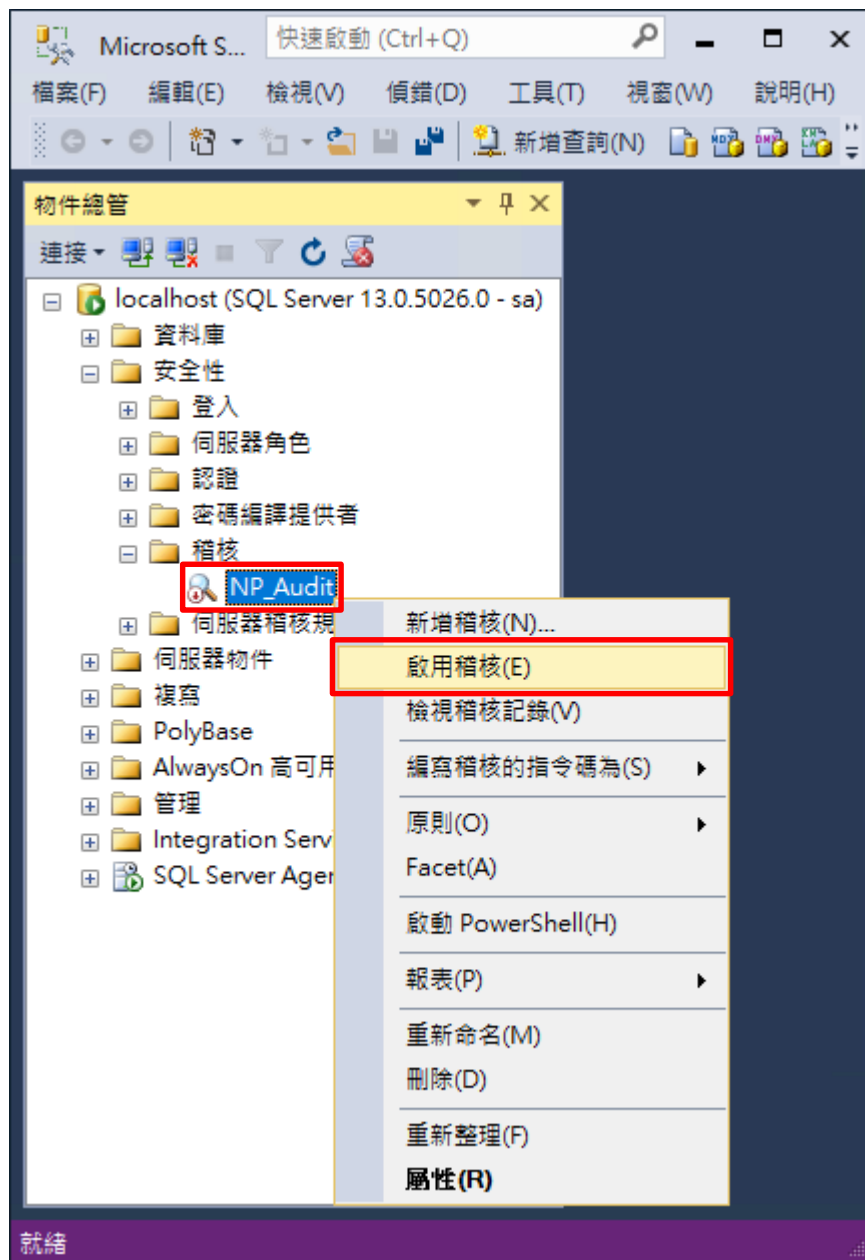 Microsoft S...
快速啟動 (Ctrl+Q)
檔案(F) 編輯(E) 檢視(V) 偵錯(D) 工具(T) 視窗(W) 說明(H)
新增查詢(N)
物件總管
連接
localhost (SQL Server 13.0.5026.0 - sa)
資料庫
安全性
登入
伺服器角色
認證
密碼編譯提供者
稽核
NP_Audit
伺服器稽核規
伺服器物件
複寫
PolyBase
AlwaysOn 高可用
管理
Integration Serv
SQL Server Agen
新增稽核(N)...
啟用稽核(E)
檢視稽核記錄(V)
編寫稽核的指令碼為(S)
原則(O)
Facet(A)
啟動 PowerShell(H)
報表(P)
重新命名(M)
刪除(D)
重新整理(F)
屬性(R)
就緒